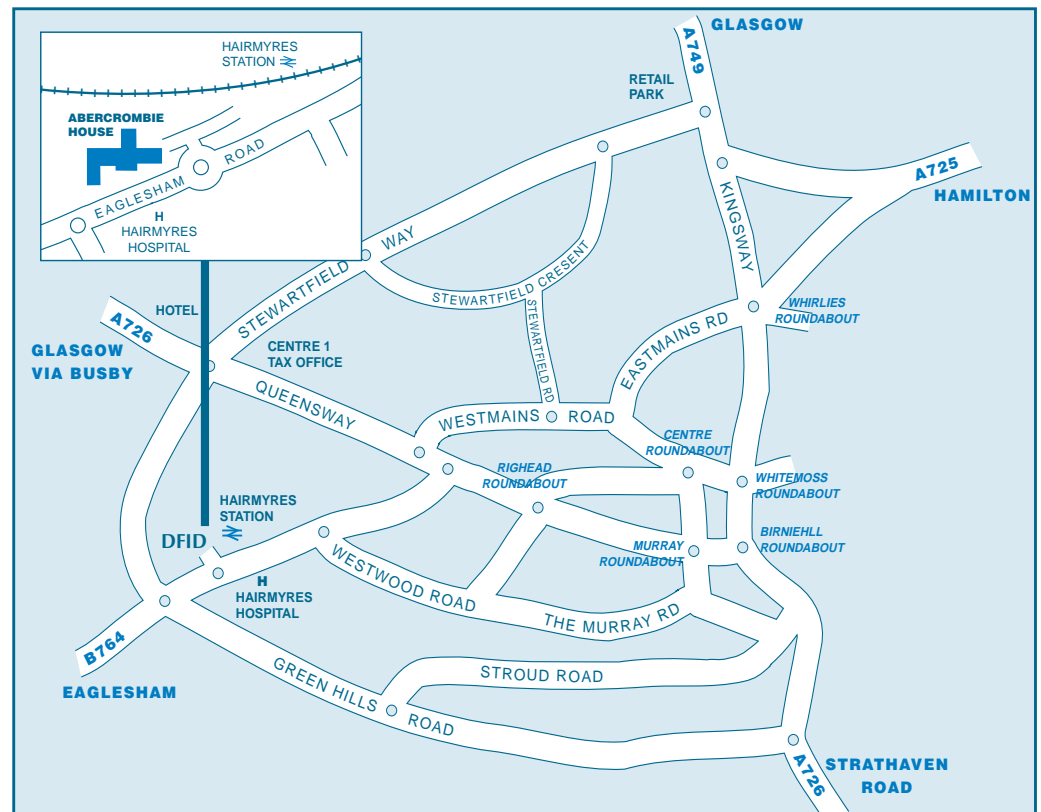 HAIRMYRES
STATION
ABERCROMBIE
HOUSE
EAGLESHAM
ROAD
H
HAIRMYRES
HOSPITAL
A749
GLASGOW
RETAIL
PARK
A725
HAMILTON
KINGSWAY
STEWARTFIELD
WAY
STEWARTFIELD CRESENT
STEWARTFIELD RD
HOTEL
A726
GLASGOW
VIA BUSBY
CENTRE 1
TAX OFFICE
WHIRLIES
ROUNDABOUT
EASTMAINS RD
QUEENSWAY
WESTMAINS
ROAD
CENTRE
ROUNDABOUT
RIGHEAD
ROUNDABOUT
WHITEMOSS
ROUNDABOUT
HAIRMYRES
STATION
DFID
MURRAY
ROUNDABOUT
BIRNIEHLL
ROUNDABOUT
H
HAIRMYRES
HOSPITAL
WESTWOOD ROAD
THE MURRAY RD
B764
EAGLESHAM
GREEN HILLS
ROAD
STROUD ROAD
A726
STRATHAVEN
ROAD